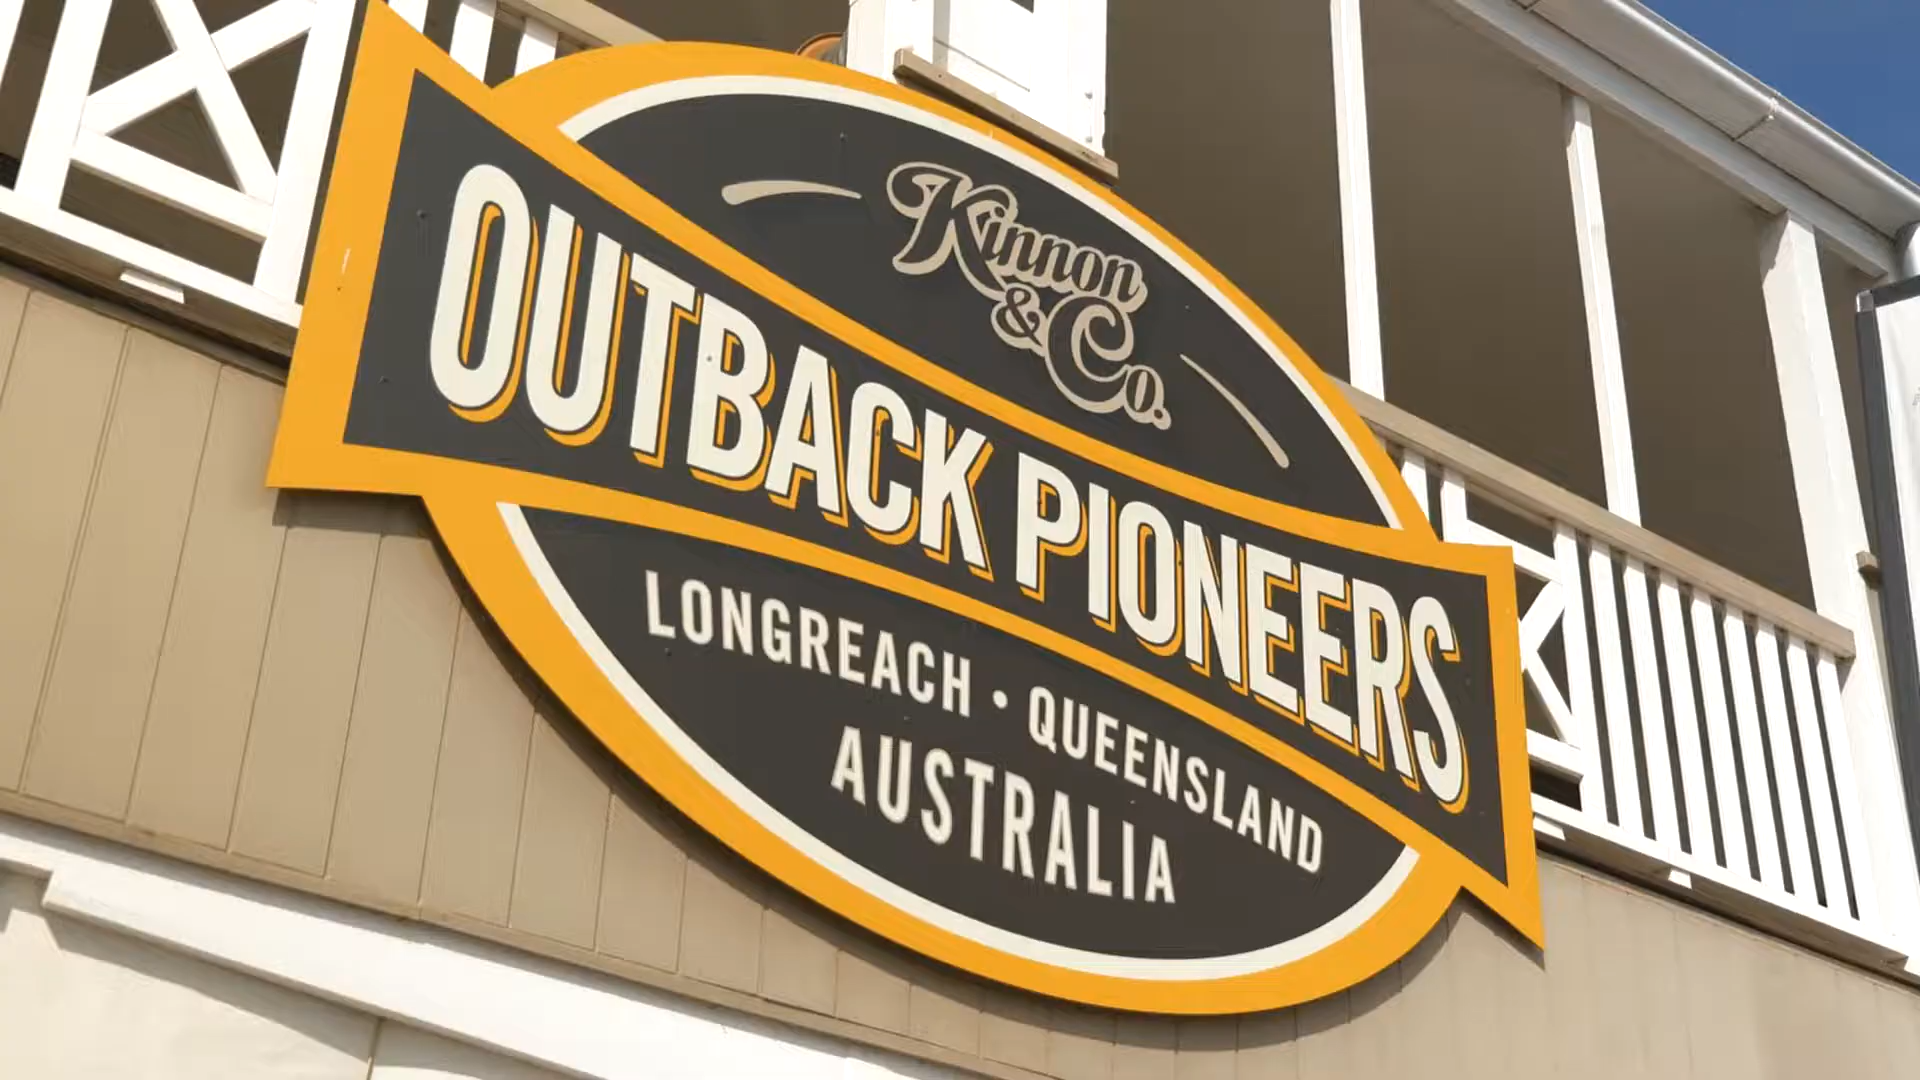 Kinnon
& Co.
OUTBACK PIONEERS
LONGREACH • QUEENSLAND
AUSTRALIA